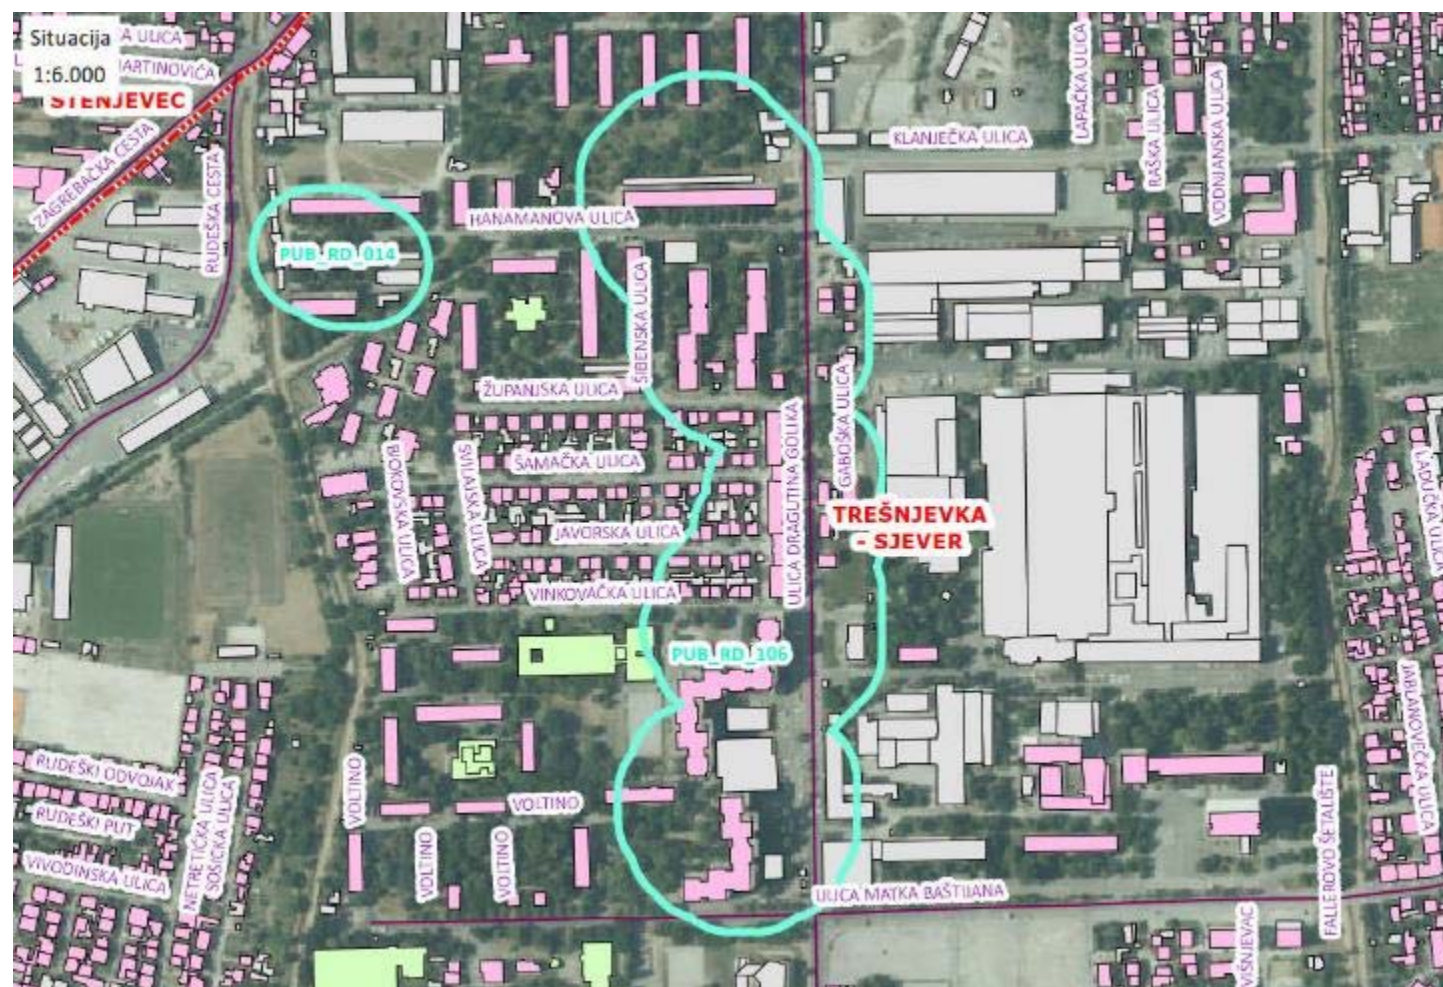 Situacija
1:6.000
A ULICA
MARTINOVIĆA
STENJEVEC
ZAGREBAČKA CESTA
RUDEŠKA CESTA
KLANJEČKA ULICA
LAPAČKA ULICA
RAŠKA ULICA
VODNJANSKA ULICA
HANAMANOVA ULICA
PUB_RD_014
ŠIBENSKA ULICA
ŽUPANJSKA ULICA
GABOŠKA ULICA
ULICA DRAGUTINA GOLIKA
ŠAMAČKA ULICA
BIOKOVSKA ULICA
SVILAJSKA ULICA
JAVORSKA ULICA
VINKOVAČKA ULICA
TREŠNJEVKA
- SJEVER
LADUČKA ULICA
PUB_RD_106
JABLANOVEČKA ULICA
RUDEŠKI ODVOJAK
RUDEŠKI PUT
VIVODINSKA ULICA
NETRETIĆKA ULICA
SOŠIČKA ULICA
VOLTINO
VOLTINO
VOLTINO
VOLTINO
ULICA MATKA BAŠTIJANA
FALLEROVO ŠETALIŠTE
VIŠNJEVAC